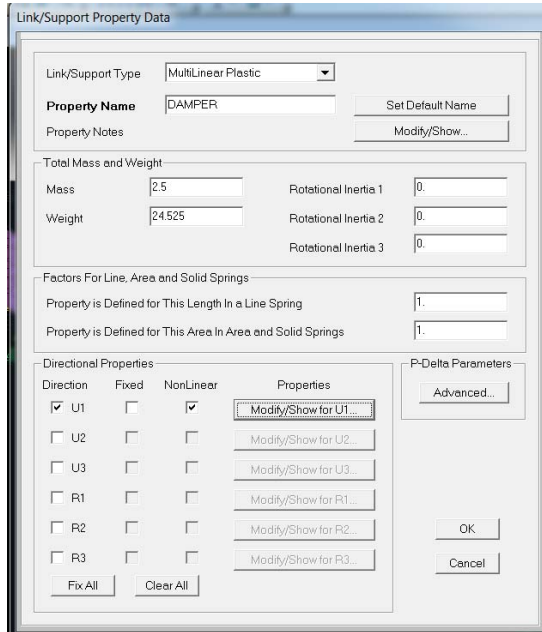 Link/Support Property Data
Link/Support Type MultiLinear Plastic
Property Name DAMPER Set Default Name
Property Notes Modify/Show...
Total Mass and Weight
Mass 2.5 Rotational Inertia 1 0.
Weight 24.525 Rotational Inertia 2 0.
Rotational Inertia 3 0.
Factors For Line, Area and Solid Springs
Property is Defined for This Length In a Line Spring 1.
Property is Defined for This Area In Area and Solid Springs 1.
Directional Properties P-Delta Parameters
Direction Fixed NonLinear Properties Advanced...
U1 Modify/Show for U1...
U2 Modify/Show for U2...
U3 Modify/Show for U3...
R1 Modify/Show for R1...
R2 Modify/Show for R2... OK
R3 Modify/Show for R3... Cancel
Fix All Clear All